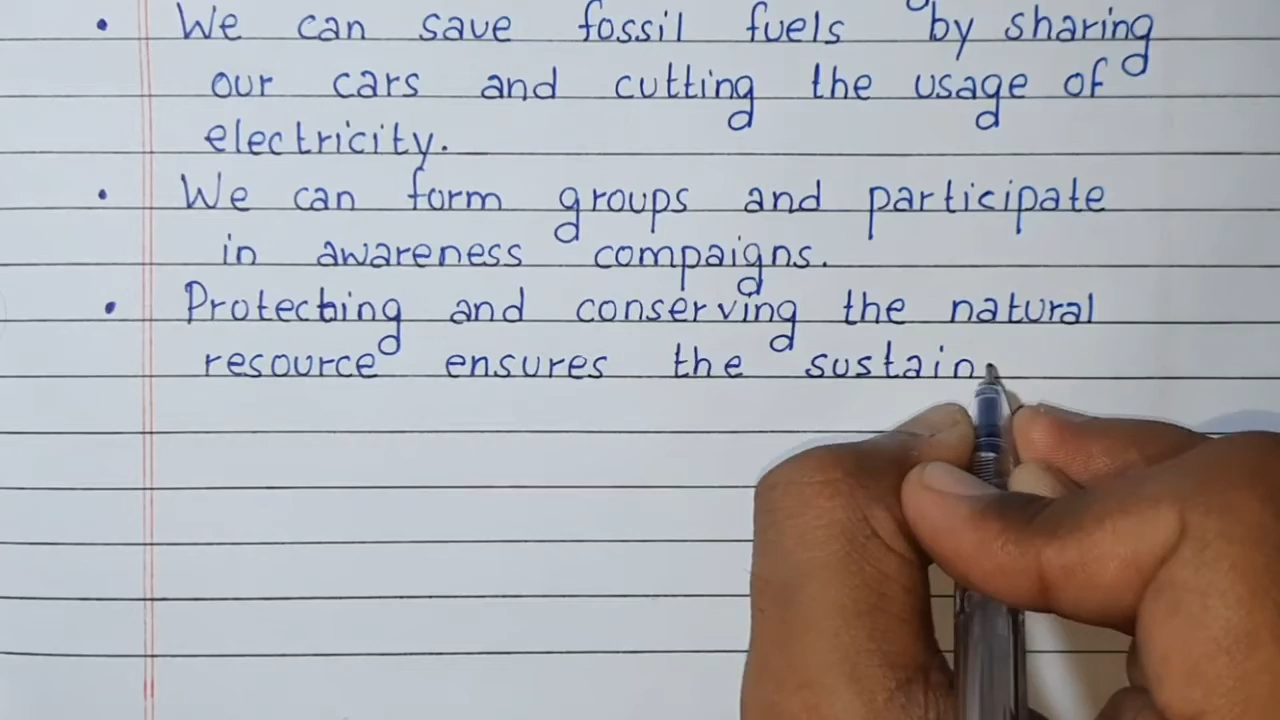 • We can save fossil fuels by sharing
our cars and cutting the usage of
electricity.
• We can form groups and participate
in awareness compaigns.
• Protecting and conserving the natural
resource ensures the sustain